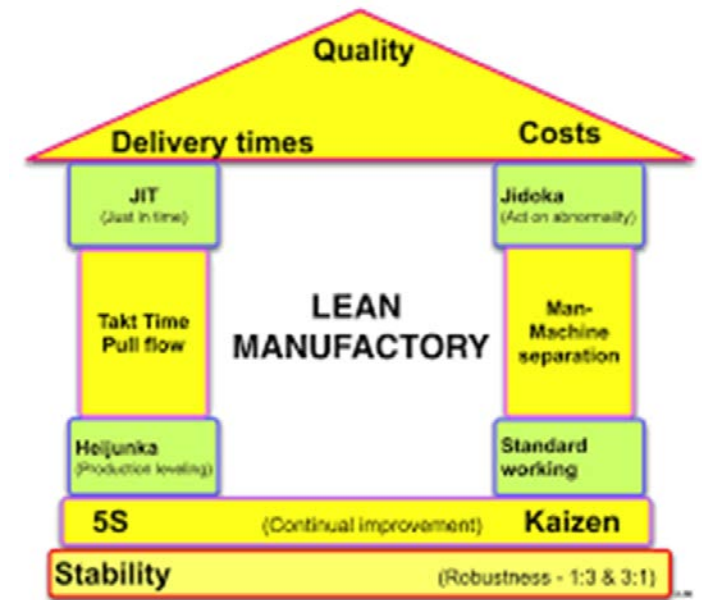 Quality
Delivery times
Costs
JIT
(Just in time)
Jidoka
(Act on abnormality)
Takt Time
Pull flow
LEAN
MANUFACTORY
Man-
Machine
separation
Heijunka
(Production leveling)
Standard
working
5S (Continual improvement) Kaizen
Stability (Robustness - 1:3 & 3:1)